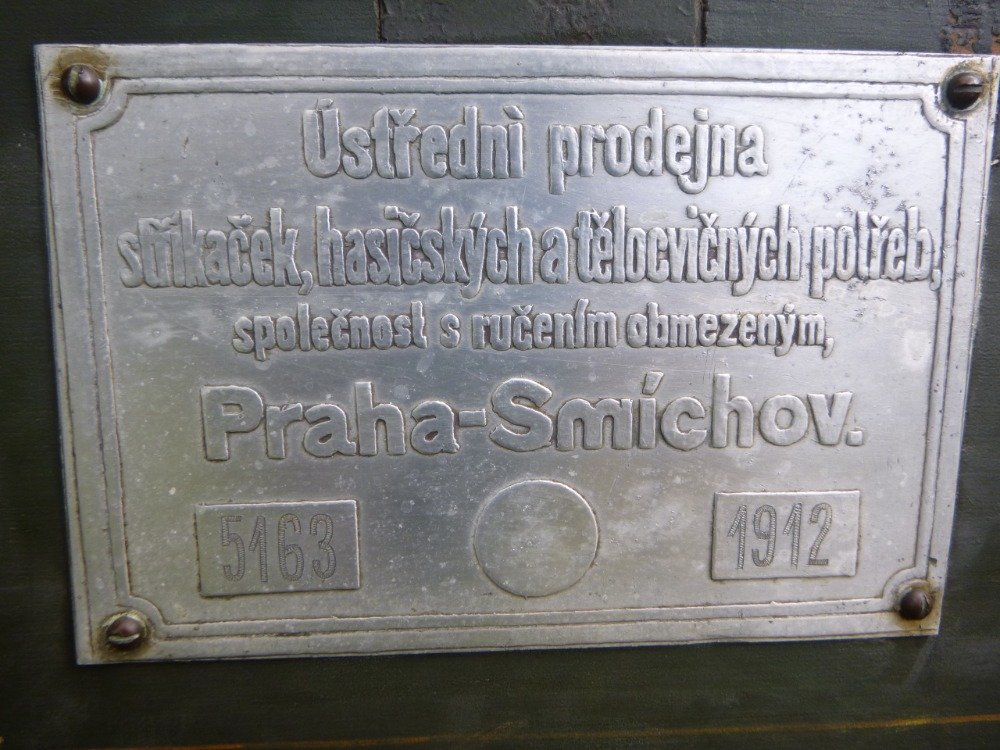 Ústřední prodejna
stříkaček, hasičských a tělocvičných potřeb,
společnost s ručením obmezeným,
Praha-Smíchov.
5163 1912